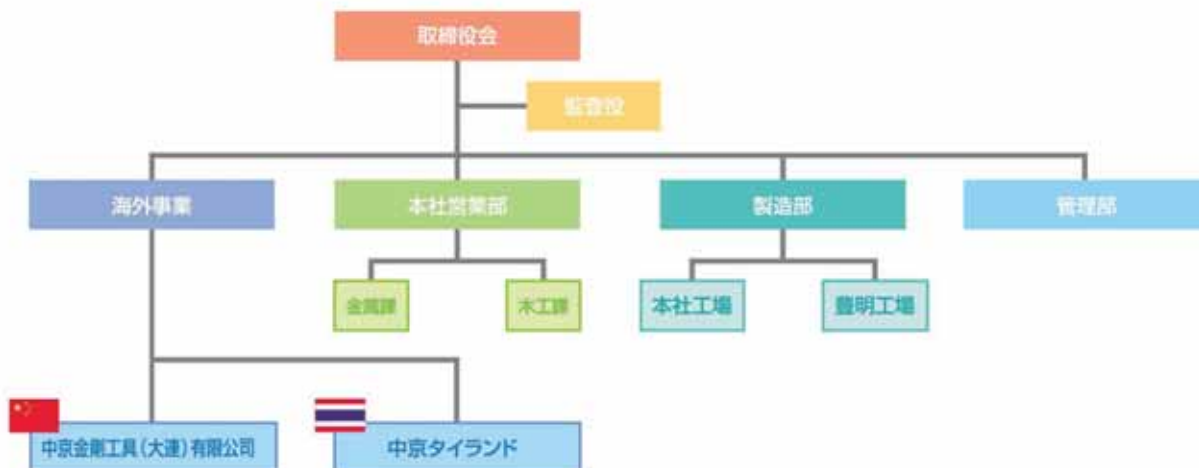 取締役会
監査役
海外事業
本社営業部
製造部
管理部
金属課
木工課
本社工場
豊明工場
中京金剛工具(大連)有限公司
中京タイランド